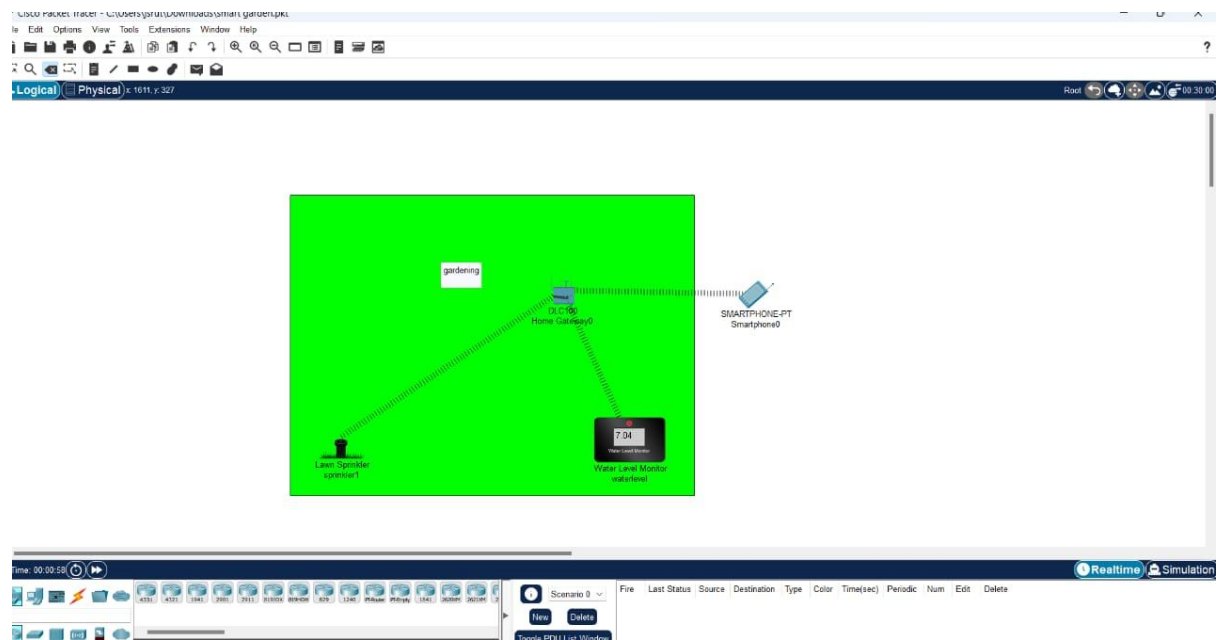 Cisco Packet Tracer - C:\Users\jsrut\Downloads\smart garden.pkt
le Edit Options View Tools Extensions Window Help
?
Logical Physical x: 1611, y: 327
Root 00:30:00
gardening
DLC100
Home Gateway0
SMARTPHONE-PT
Smartphone0
7.04
Water Level Monitor
Lawn Sprinkler
sprinkler1
Water Level Monitor
waterlevel
Time: 00:00:58
Realtime Simulation
4331 4321 1941 2901 2911 819IOX 819HGW 829 1240 PT-Router PT-Empty 1841 2620XM 2621XM
Scenario 0
Fire Last Status Source Destination Type Color Time(sec) Periodic Num Edit Delete
New Delete
Toggle PDU List Window